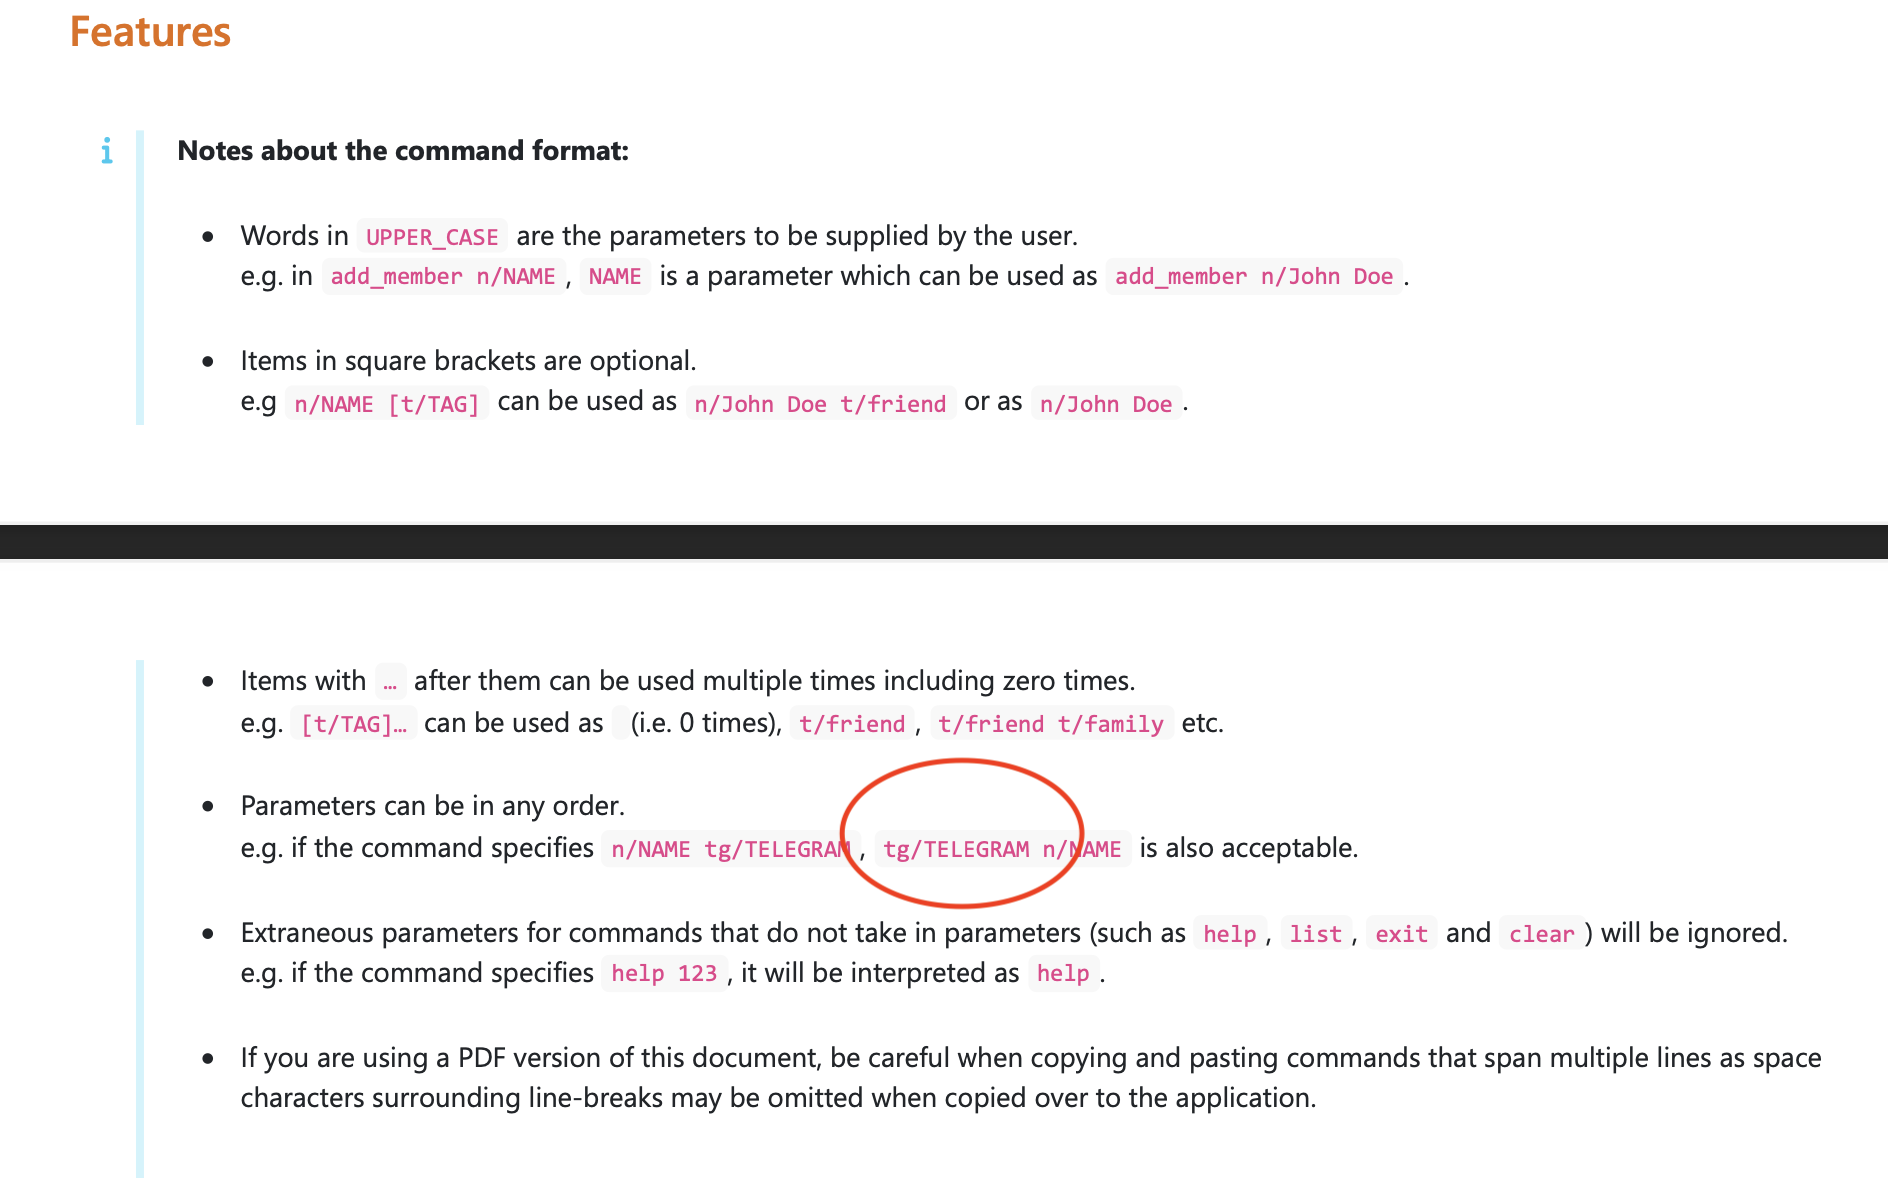 Features
i
Notes about the command format:
• Words in UPPER_CASE are the parameters to be supplied by the user.
e.g. in add_member n/NAME, NAME is a parameter which can be used as add_member n/John Doe.
• Items in square brackets are optional.
e.g n/NAME [t/TAG] can be used as n/John Doe t/friend or as n/John Doe.
• Items with … after them can be used multiple times including zero times.
e.g. [t/TAG]… can be used as (i.e. 0 times), t/friend, t/friend t/family etc.
• Parameters can be in any order.
e.g. if the command specifies n/NAME tg/TELEGRAM, tg/TELEGRAM n/NAME is also acceptable.
• Extraneous parameters for commands that do not take in parameters (such as help, list, exit and clear) will be ignored.
e.g. if the command specifies help 123, it will be interpreted as help.
• If you are using a PDF version of this document, be careful when copying and pasting commands that span multiple lines as space
characters surrounding line-breaks may be omitted when copied over to the application.